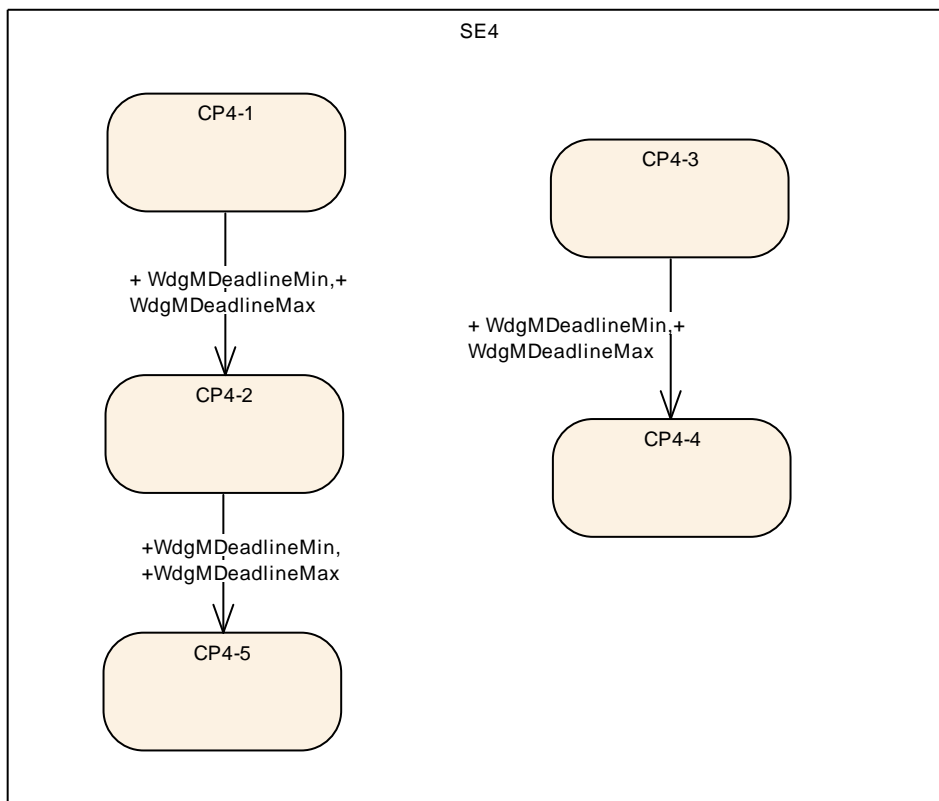 SE4
CP4-1
CP4-3
+ WdgMDeadlineMin,+
WdgMDeadlineMax
+ WdgMDeadlineMin,+
WdgMDeadlineMax
CP4-2
CP4-4
+WdgMDeadlineMin,
+WdgMDeadlineMax
CP4-5